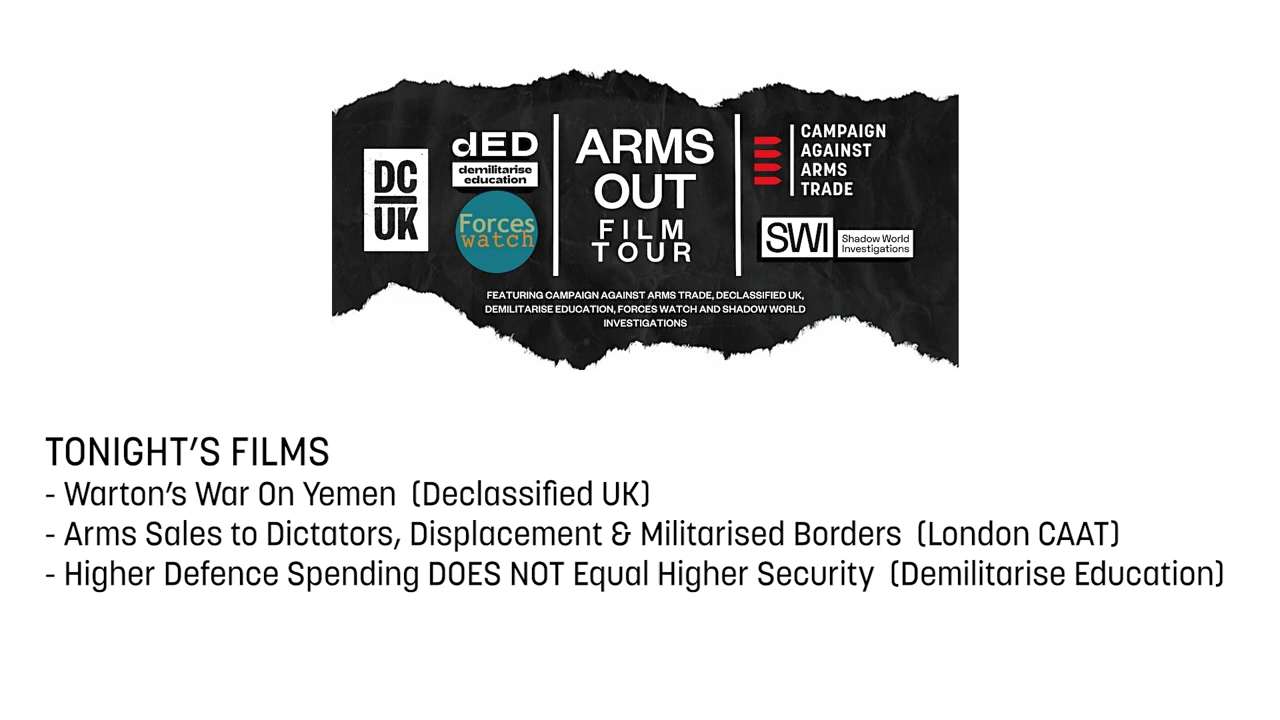 DC
UK
dED
demilitarise
education
Forces
watch
ARMS
OUT
FILM
TOUR
CAMPAIGN
AGAINST
ARMS
TRADE
SWI
Shadow World
Investigations
FEATURING CAMPAIGN AGAINST ARMS TRADE, DECLASSIFIED UK,
DEMILITARISE EDUCATION, FORCES WATCH AND SHADOW WORLD
INVESTIGATIONS
TONIGHT'S FILMS
- Warton's War On Yemen (Declassified UK)
- Arms Sales to Dictators, Displacement & Militarised Borders (London CAAT)
- Higher Defence Spending DOES NOT Equal Higher Security (Demilitarise Education)